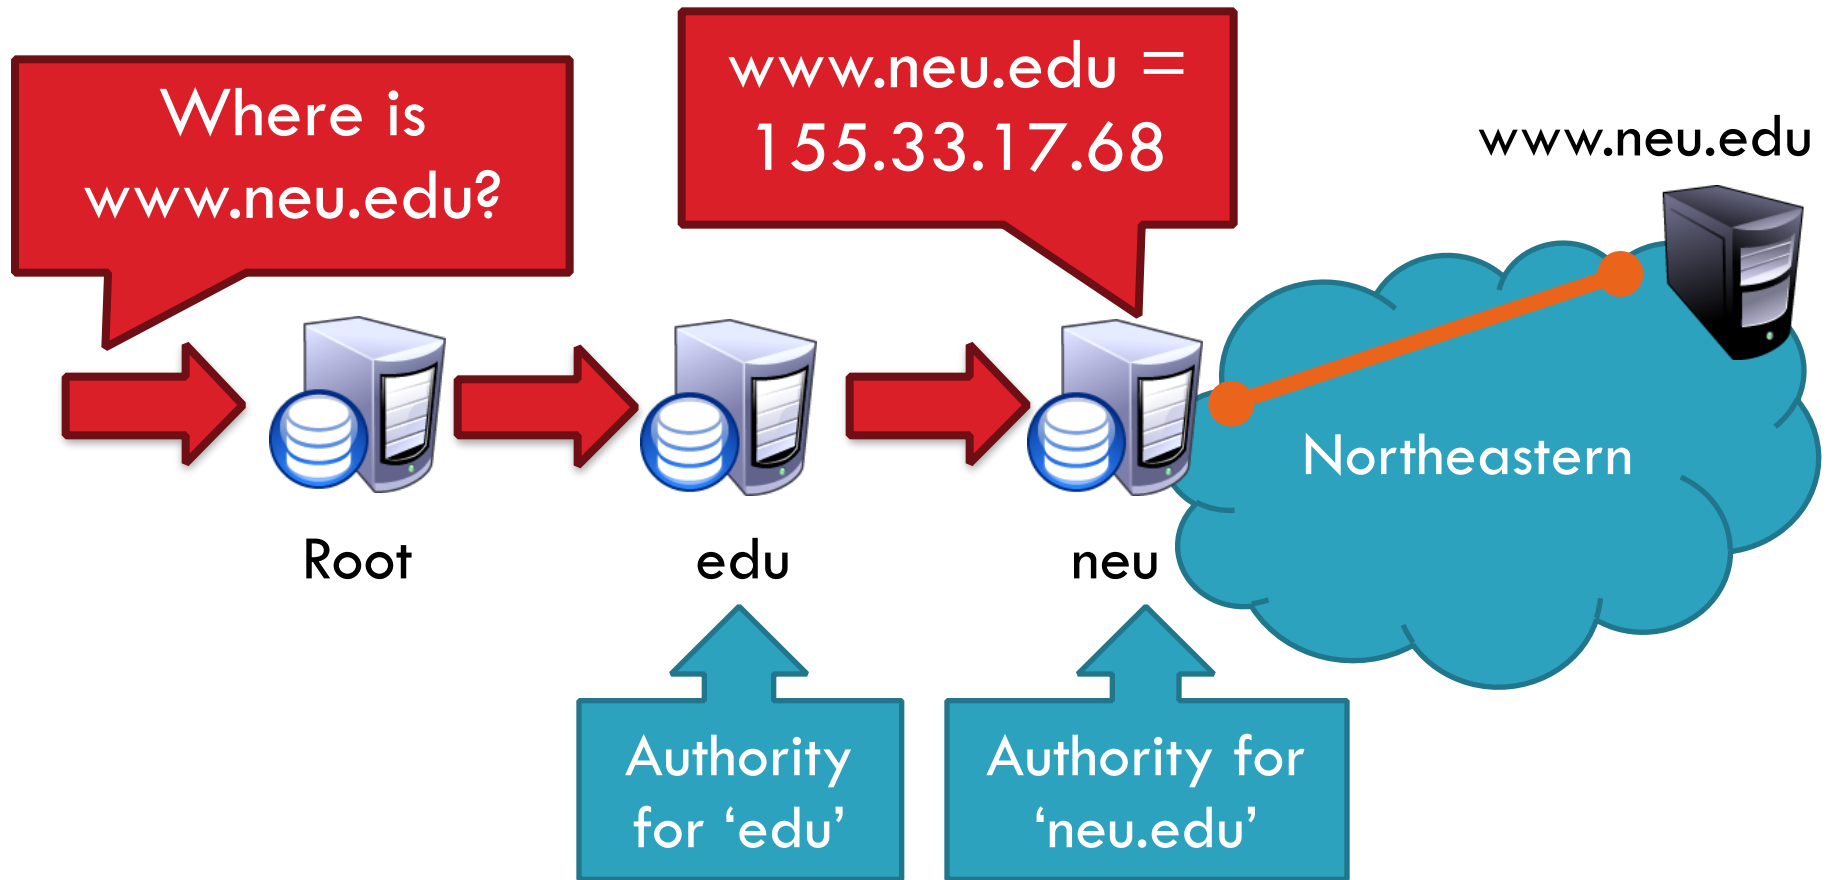 Where is
www.neu.edu?
www.neu.edu =
155.33.17.68
www.neu.edu
Northeastern
Root
edu
neu
Authority
for ‘edu’
Authority for
‘neu.edu’